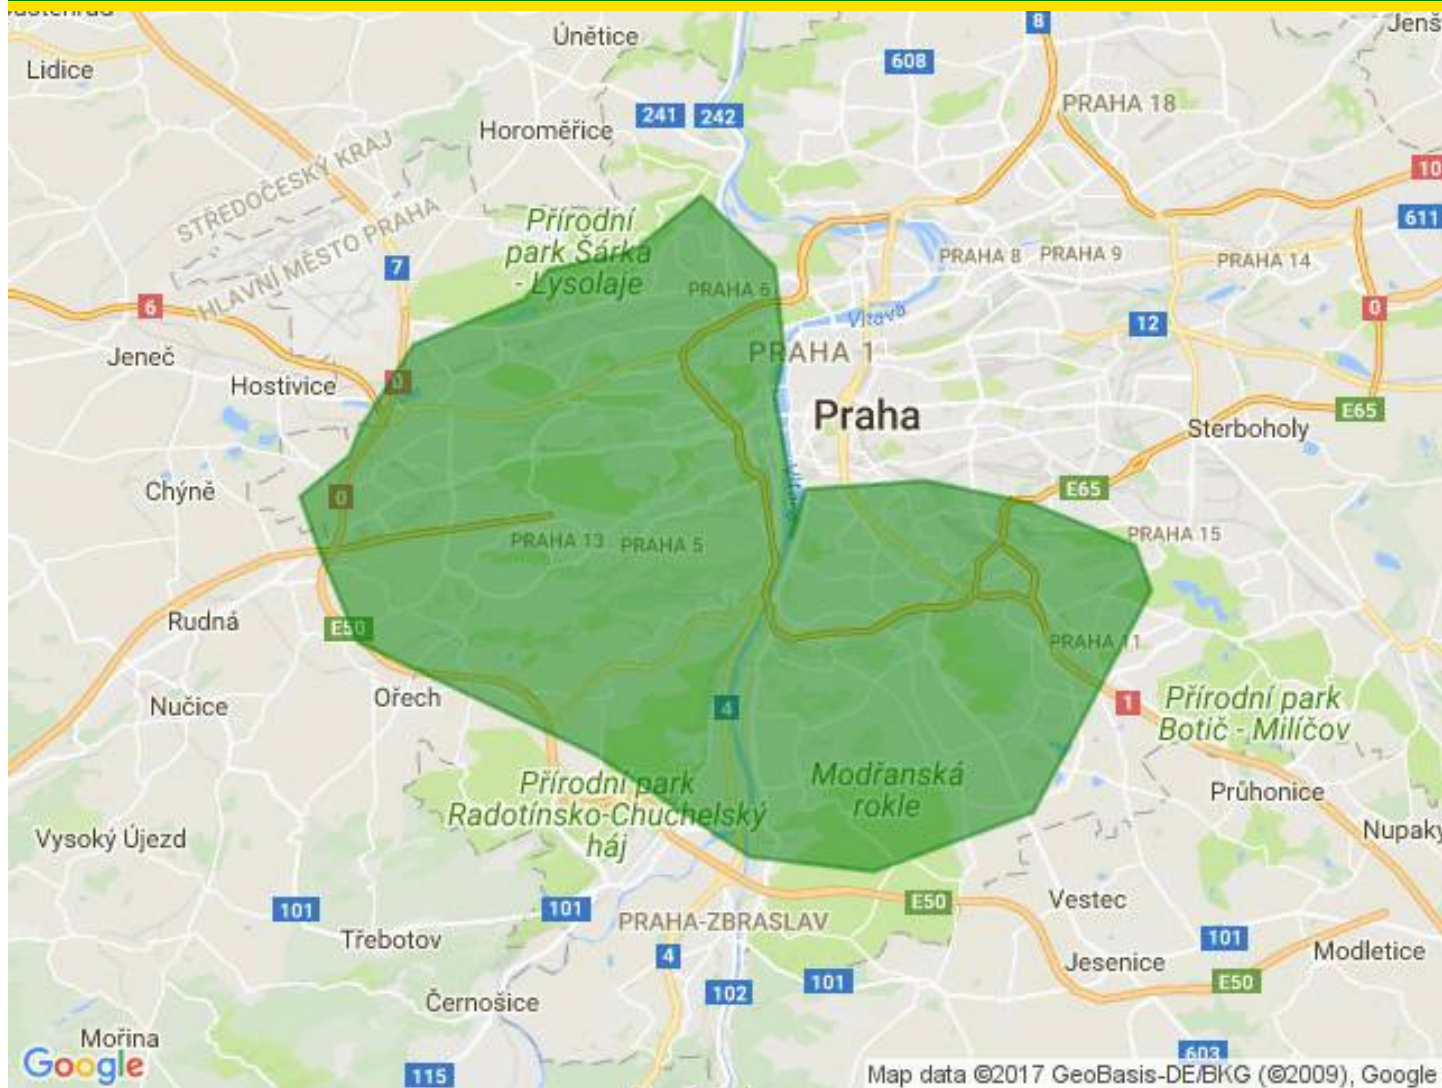 8
Únětice
608
Lidice
PRAHA 18
241
242
Horoměřice
STŘEDOČESKÝ KRAJ
HLAVNÍ MĚSTO PRAHA
10
611
Přírodní
park Šárka
- Lysolaje
PRAHA 8
PRAHA 9
PRAHA 14
7
PRAHA 6
6
0
Vltava
12
Jeneč
PRAHA 1
Hostivice
0
Praha
E65
Sterboholy
Chýně
0
E65
Vltava
PRAHA 13
PRAHA 5
PRAHA 15
Rudná
E50
PRAHA 11
Nučice
Ořech
4
1
Přírodní park
Botič - Milíčov
Přírodní park
Radotínsko-Chuchelský
háj
Modřanská
rokle
Průhonice
Vysoký Újezd
Nupaky
101
101
E50
Vestec
PRAHA-ZBRASLAV
Třebotov
101
Modletice
4
Jesenice
101
E50
102
Černošice
Mořina
Google
115
603
Map data ©2017 GeoBasis-DE/BKG (©2009), Google